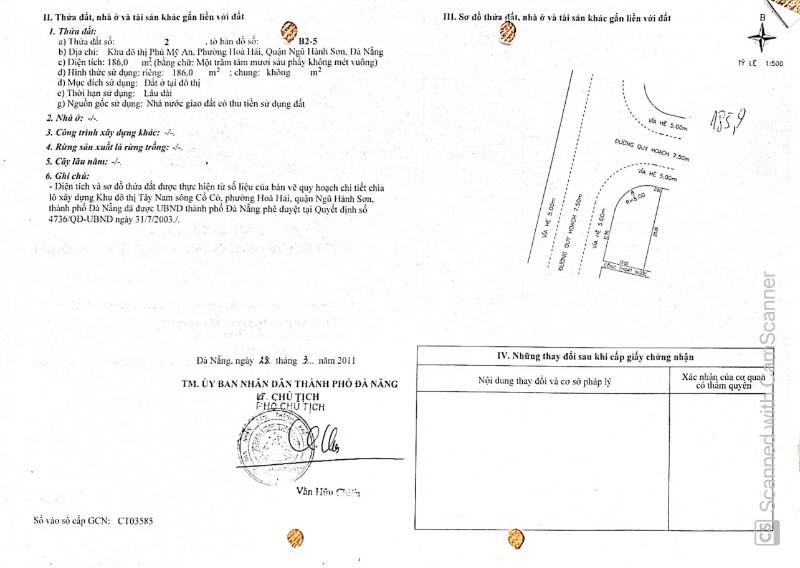 II. Thửa đất, nhà ở và tài sản khác gắn liền với đất
1. Thửa đất:
a) Thửa đất số: 2 , tờ bản đồ số: B2-5
b) Địa chỉ: Khu đô thị Phú Mỹ An, Phường Hoà Hải, Quận Ngũ Hành Sơn, Đà Nẵng
c) Diện tích: 186,0 m² (bằng chữ: Một trăm tám mươi sáu phẩy không mét vuông)
d) Hình thức sử dụng: riêng: 186,0 m² ; chung: không m²
đ) Mục đích sử dụng: Đất ở tại đô thị
e) Thời hạn sử dụng: Lâu dài
g) Nguồn gốc sử dụng: Nhà nước giao đất có thu tiền sử dụng đất
2. Nhà ở: -/-.
3. Công trình xây dựng khác: -/-.
4. Rừng sản xuất là rừng trồng: -/-.
5. Cây lâu năm: -/-.
6. Ghi chú:
- Diện tích và sơ đồ thửa đất được thực hiện từ số liệu của bản vẽ quy hoạch chi tiết chia
lô xây dựng Khu đô thị Tây Nam sông Cổ Cò, phường Hoà Hải, quận Ngũ Hành Sơn,
thành phố Đà Nẵng đã được UBND thành phố Đà Nẵng phê duyệt tại Quyết định số
4736/QĐ-UBND ngày 31/7/2003./.
Đà Nẵng, ngày 28 tháng 3 năm 2011
TM. ỦY BAN NHÂN DÂN THÀNH PHỐ ĐÀ NẴNG
KT. CHỦ TỊCH
PHÓ CHỦ TỊCH
Văn Hữu Chiến
Số vào sổ cấp GCN: CT03585
III. Sơ đồ thửa đất, nhà ở và tài sản khác gắn liền với đất
B
TỶ LỆ 1:500
185,9
VỈA HÈ 5.00m
ĐƯỜNG QUY HOẠCH 7.50m
VỈA HÈ 5.00m
R=8.00
VỈA HÈ 5.00m
ĐƯỜNG QUY HOẠCH 7.50m
VỈA HÈ 5.00m
CỐNG THOÁT NƯỚC
IV. Những thay đổi sau khi cấp giấy chứng nhận
Nội dung thay đổi và cơ sở pháp lý
Xác nhận của cơ quan
có thẩm quyền
CS Scanned with CamScanner